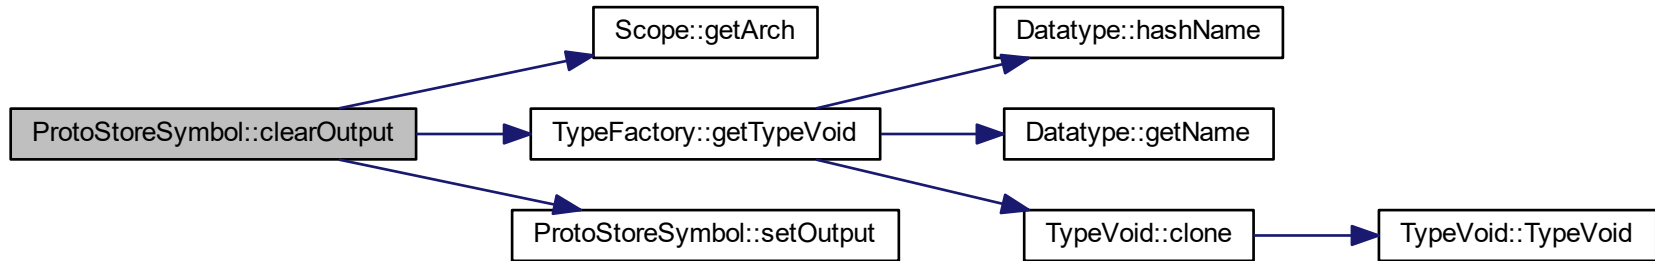 Scope::getArch
Datatype::hashName
ProtoStoreSymbol::clearOutput
TypeFactory::getTypeVoid
Datatype::getName
ProtoStoreSymbol::setOutput
TypeVoid::clone
TypeVoid::TypeVoid